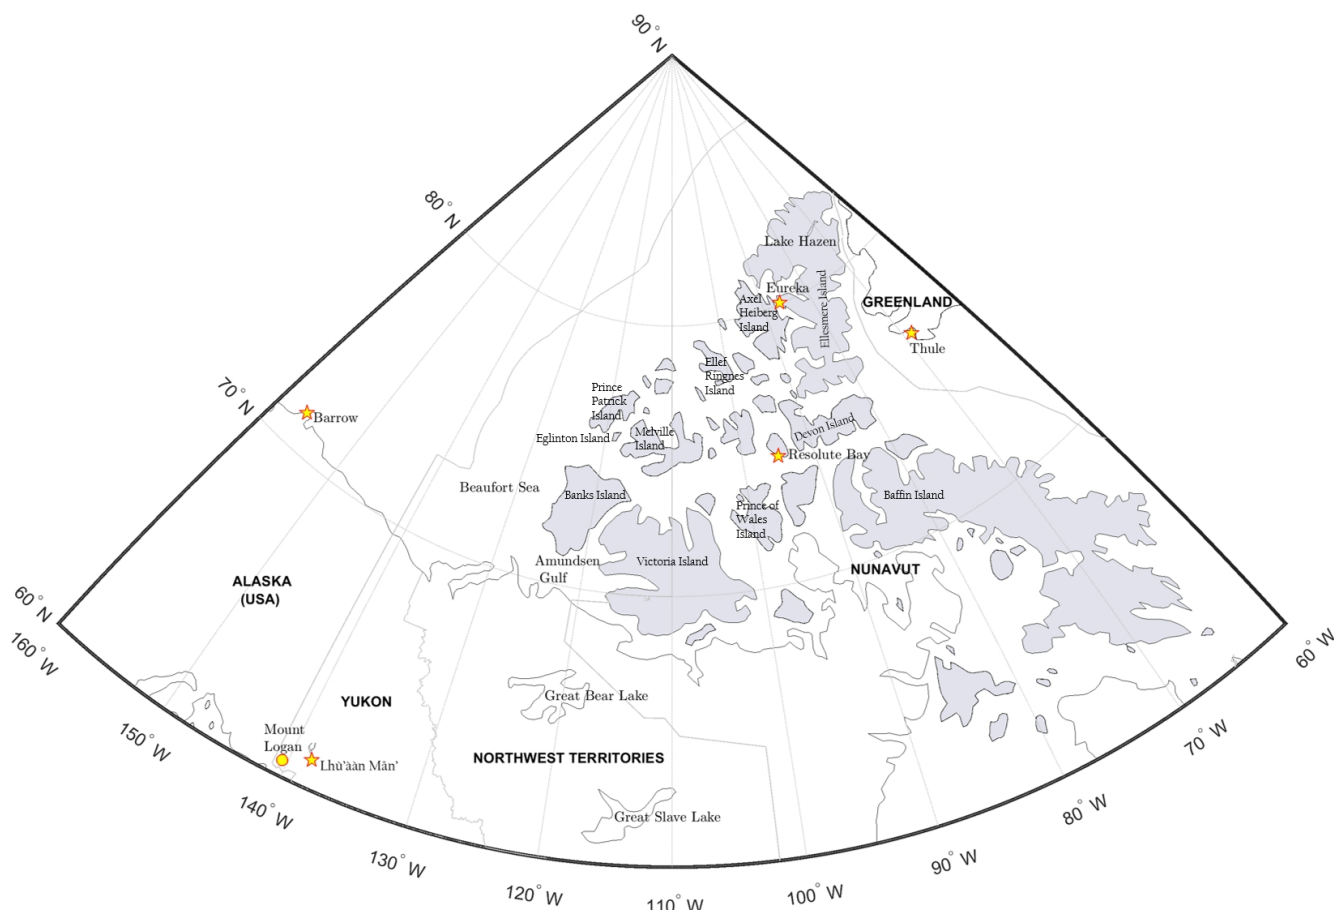 90° N
80° N
70° N
60° N
Lake Hazen
Eureka
Axel
Heiberg
Island
Ellesmere Island
GREENLAND
Thule
Ellef
Ringnes
Island
Prince
Patrick
Island
Barrow
Eglinton Island
Melville
Island
Devon Island
Resolute Bay
Beaufort Sea
Banks Island
Prince of
Wales
Island
Baffin Island
Amundsen
Gulf
Victoria Island
NUNAVUT
ALASKA
(USA)
YUKON
Great Bear Lake
Mount
Logan
Lhù'ààn Mân'
NORTHWEST TERRITORIES
Great Slave Lake
160° W
150° W
140° W
130° W
120° W
110° W
100° W
90° W
80° W
70° W
60° W